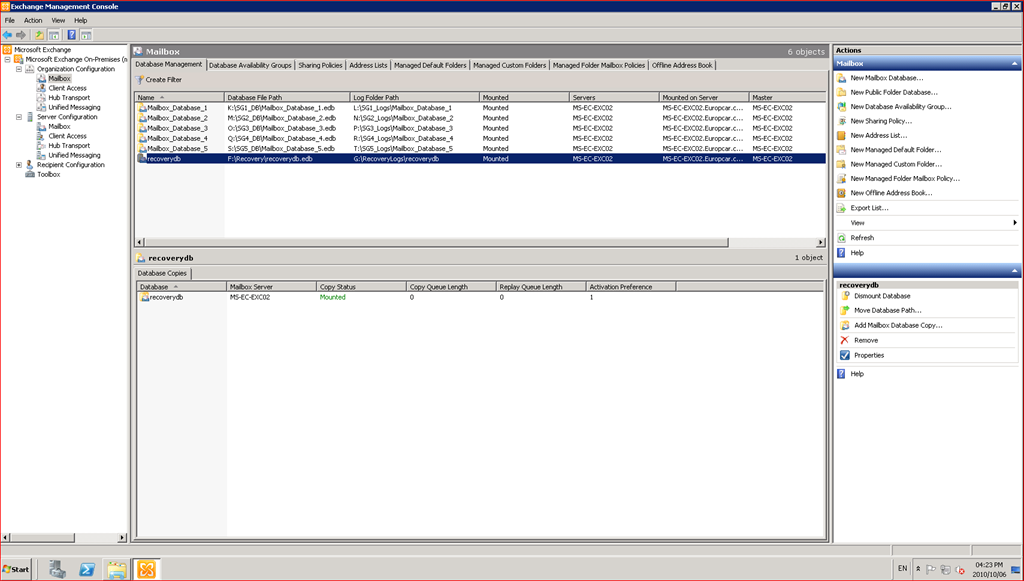 Exchange Management Console
File Action View Help
Microsoft Exchange
Microsoft Exchange On-Premises (n
Organization Configuration
Mailbox
Client Access
Hub Transport
Unified Messaging
Server Configuration
Mailbox
Client Access
Hub Transport
Unified Messaging
Recipient Configuration
Toolbox
Mailbox 6 objects
Database Management Database Availability Groups Sharing Policies Address Lists Managed Default Folders Managed Custom Folders Managed Folder Mailbox Policies Offline Address Book
Create Filter
Name Database File Path Log Folder Path Mounted Servers Mounted on Server Master
Mailbox_Database_1 K:\SG1_DB\Mailbox_Database_1.edb L:\SG1_Logs\Mailbox_Database_1 Mounted MS-EC-EXC02 MS-EC-EXC02.Europcar.c... MS-EC-EXC02
Mailbox_Database_2 M:\SG2_DB\Mailbox_Database_2.edb N:\SG2_Logs\Mailbox_Database_2 Mounted MS-EC-EXC02 MS-EC-EXC02.Europcar.c... MS-EC-EXC02
Mailbox_Database_3 O:\SG3_DB\Mailbox_Database_3.edb P:\SG3_Logs\Mailbox_Database_3 Mounted MS-EC-EXC02 MS-EC-EXC02.Europcar.c... MS-EC-EXC02
Mailbox_Database_4 Q:\SG4_DB\Mailbox_Database_4.edb R:\SG4_Logs\Mailbox_Database_4 Mounted MS-EC-EXC02 MS-EC-EXC02.Europcar.c... MS-EC-EXC02
Mailbox_Database_5 S:\SG5_DB\Mailbox_Database_5.edb T:\SG5_Logs\Mailbox_Database_5 Mounted MS-EC-EXC02 MS-EC-EXC02.Europcar.c... MS-EC-EXC02
recoverydb F:\Recovery\recoverydb.edb G:\RecoveryLogs\recoverydb Mounted MS-EC-EXC02 MS-EC-EXC02.Europcar.c... MS-EC-EXC02
recoverydb 1 object
Database Copies
Database Mailbox Server Copy Status Copy Queue Length Replay Queue Length Activation Preference
recoverydb MS-EC-EXC02 Mounted 0 0 1
Actions
Mailbox
New Mailbox Database...
New Public Folder Database...
New Database Availability Group...
New Sharing Policy...
New Address List...
New Managed Default Folder...
New Managed Custom Folder...
New Managed Folder Mailbox Policy...
New Offline Address Book...
Export List...
View
Refresh
Help
recoverydb
Dismount Database
Move Database Path...
Add Mailbox Database Copy...
Remove
Properties
Help
Start EN 04:23 PM
2010/10/06